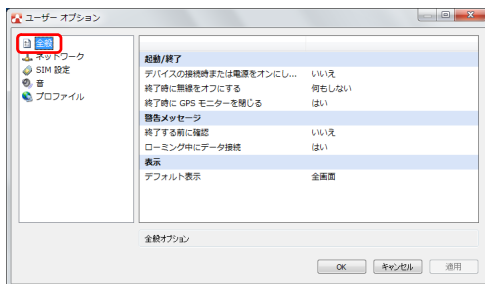 ユーザー オプション
全般
ネットワーク
SIM 設定
音
プロファイル
起動/終了
デバイスの接続時または電源をオンにし... いいえ
終了時に無線をオフにする 何もしない
終了時に GPS モニターを閉じる はい
警告メッセージ
終了する前に確認 いいえ
ローミング中にデータ接続 はい
表示
デフォルト表示 全画面
全般オプション
OK キャンセル 適用